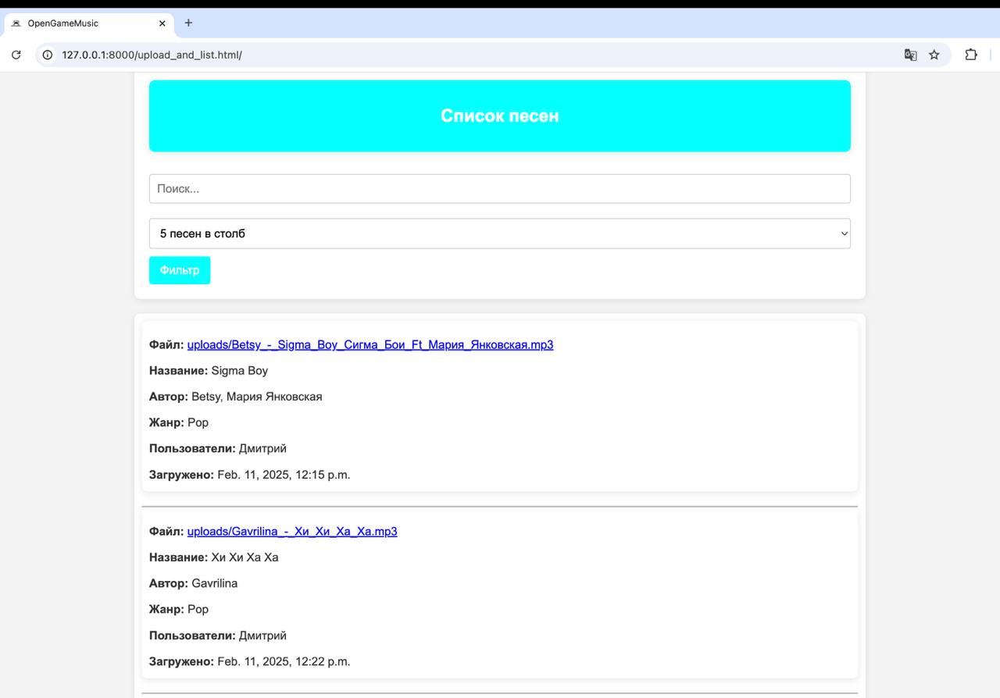 OpenGameMusic
127.0.0.1:8000/upload_and_list.html/
Список песен
Поиск...
5 песен в столб
Фильтр
Файл: uploads/Betsy_-_Sigma_Boy_Сигма_Бои_Ft_Мария_Янковская.mp3
Название: Sigma Boy
Автор: Betsy, Мария Янковская
Жанр: Pop
Пользователи: Дмитрий
Загружено: Feb. 11, 2025, 12:15 p.m.
Файл: uploads/Gavrilina_-_Хи_Хи_Ха_Ха.mp3
Название: Хи Хи Ха Ха
Автор: Gavrilina
Жанр: Pop
Пользователи: Дмитрий
Загружено: Feb. 11, 2025, 12:22 p.m.